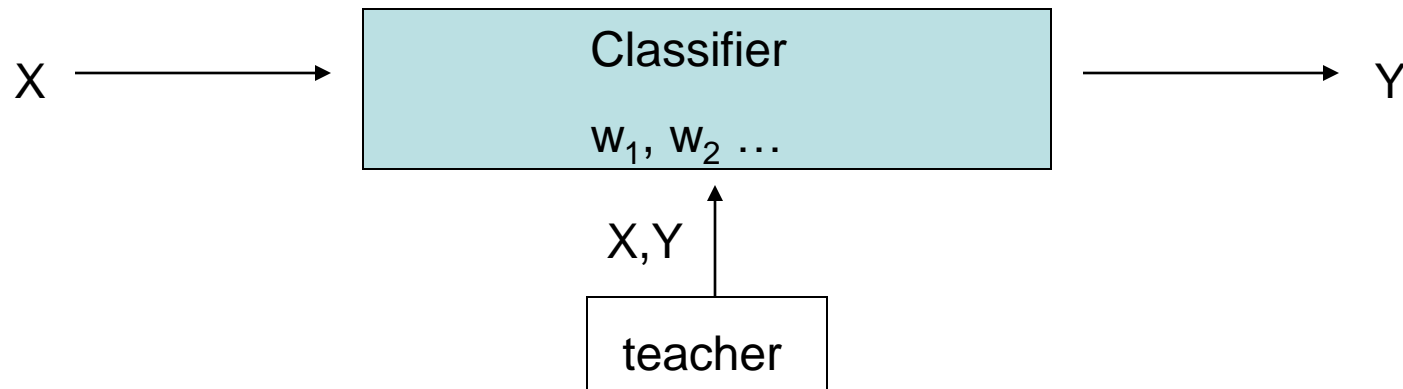 Classifier
X
Y
w₁, w₂ …
X,Y
teacher